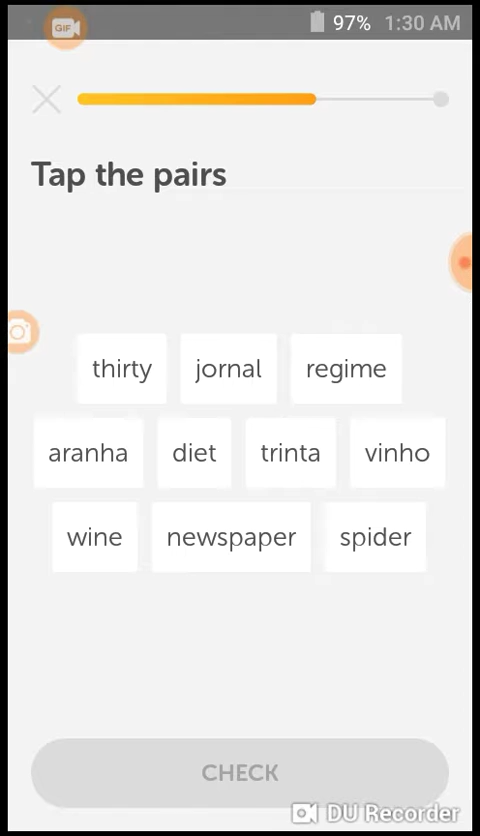 GIF 97% 1:30 AM
Tap the pairs
thirty jornal regime
aranha diet trinta vinho
wine newspaper spider
CHECK
DU Recorder